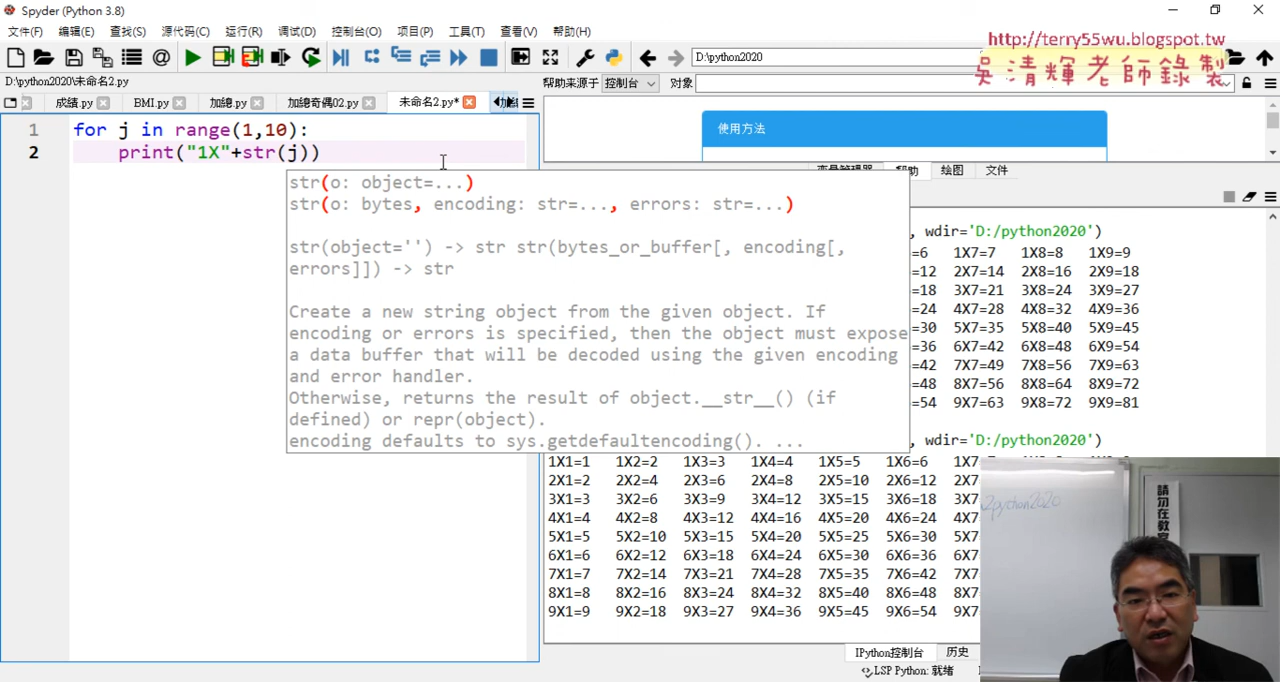 Spyder (Python 3.8)
文件(F) 编辑(E) 查找(S) 源代码(C) 运行(R) 调试(D) 控制台(O) 项目(P) 工具(T) 查看(V) 帮助(H)
http://terry55wu.blogspot.tw
吳清輝老師錄製
D:\python2020
D:\python2020\未命名2.py
帮助来源于 控制台 对象
成績.py BMI.py 加總.py 加總奇偶02.py 未命名2.py*
1 for j in range(1,10):
2 print("1X"+str(j))
使用方法
变量管理器 帮助 绘图 文件
str(o: object=...)
str(o: bytes, encoding: str=..., errors: str=...)
str(object='') -> str str(bytes_or_buffer[, encoding[,
errors]]) -> str
Create a new string object from the given object. If
encoding or errors is specified, then the object must expose
a data buffer that will be decoded using the given encoding
and error handler.
Otherwise, returns the result of object.__str__() (if
defined) or repr(object).
encoding defaults to sys.getdefaultencoding(). ...
, wdir='D:/python2020')
=6 1X7=7 1X8=8 1X9=9
=12 2X7=14 2X8=16 2X9=18
=18 3X7=21 3X8=24 3X9=27
=24 4X7=28 4X8=32 4X9=36
=30 5X7=35 5X8=40 5X9=45
=36 6X7=42 6X8=48 6X9=54
=42 7X7=49 7X8=56 7X9=63
=48 8X7=56 8X8=64 8X9=72
=54 9X7=63 9X8=72 9X9=81
, wdir='D:/python2020')
1X1=1 1X2=2 1X3=3 1X4=4 1X5=5 1X6=6 1X7=
2X1=2 2X2=4 2X3=6 2X4=8 2X5=10 2X6=12 2X7=
3X1=3 3X2=6 3X3=9 3X4=12 3X5=15 3X6=18 3X7=
4X1=4 4X2=8 4X3=12 4X4=16 4X5=20 4X6=24 4X7=
5X1=5 5X2=10 5X3=15 5X4=20 5X5=25 5X6=30 5X7=
6X1=6 6X2=12 6X3=18 6X4=24 6X5=30 6X6=36 6X7=
7X1=7 7X2=14 7X3=21 7X4=28 7X5=35 7X6=42 7X7=
8X1=8 8X2=16 8X3=24 8X4=32 8X5=40 8X6=48 8X7=
9X1=9 9X2=18 9X3=27 9X4=36 9X5=45 9X6=54 9X7=
請勿在教室
IPython控制台 历史
LSP Python: 就绪